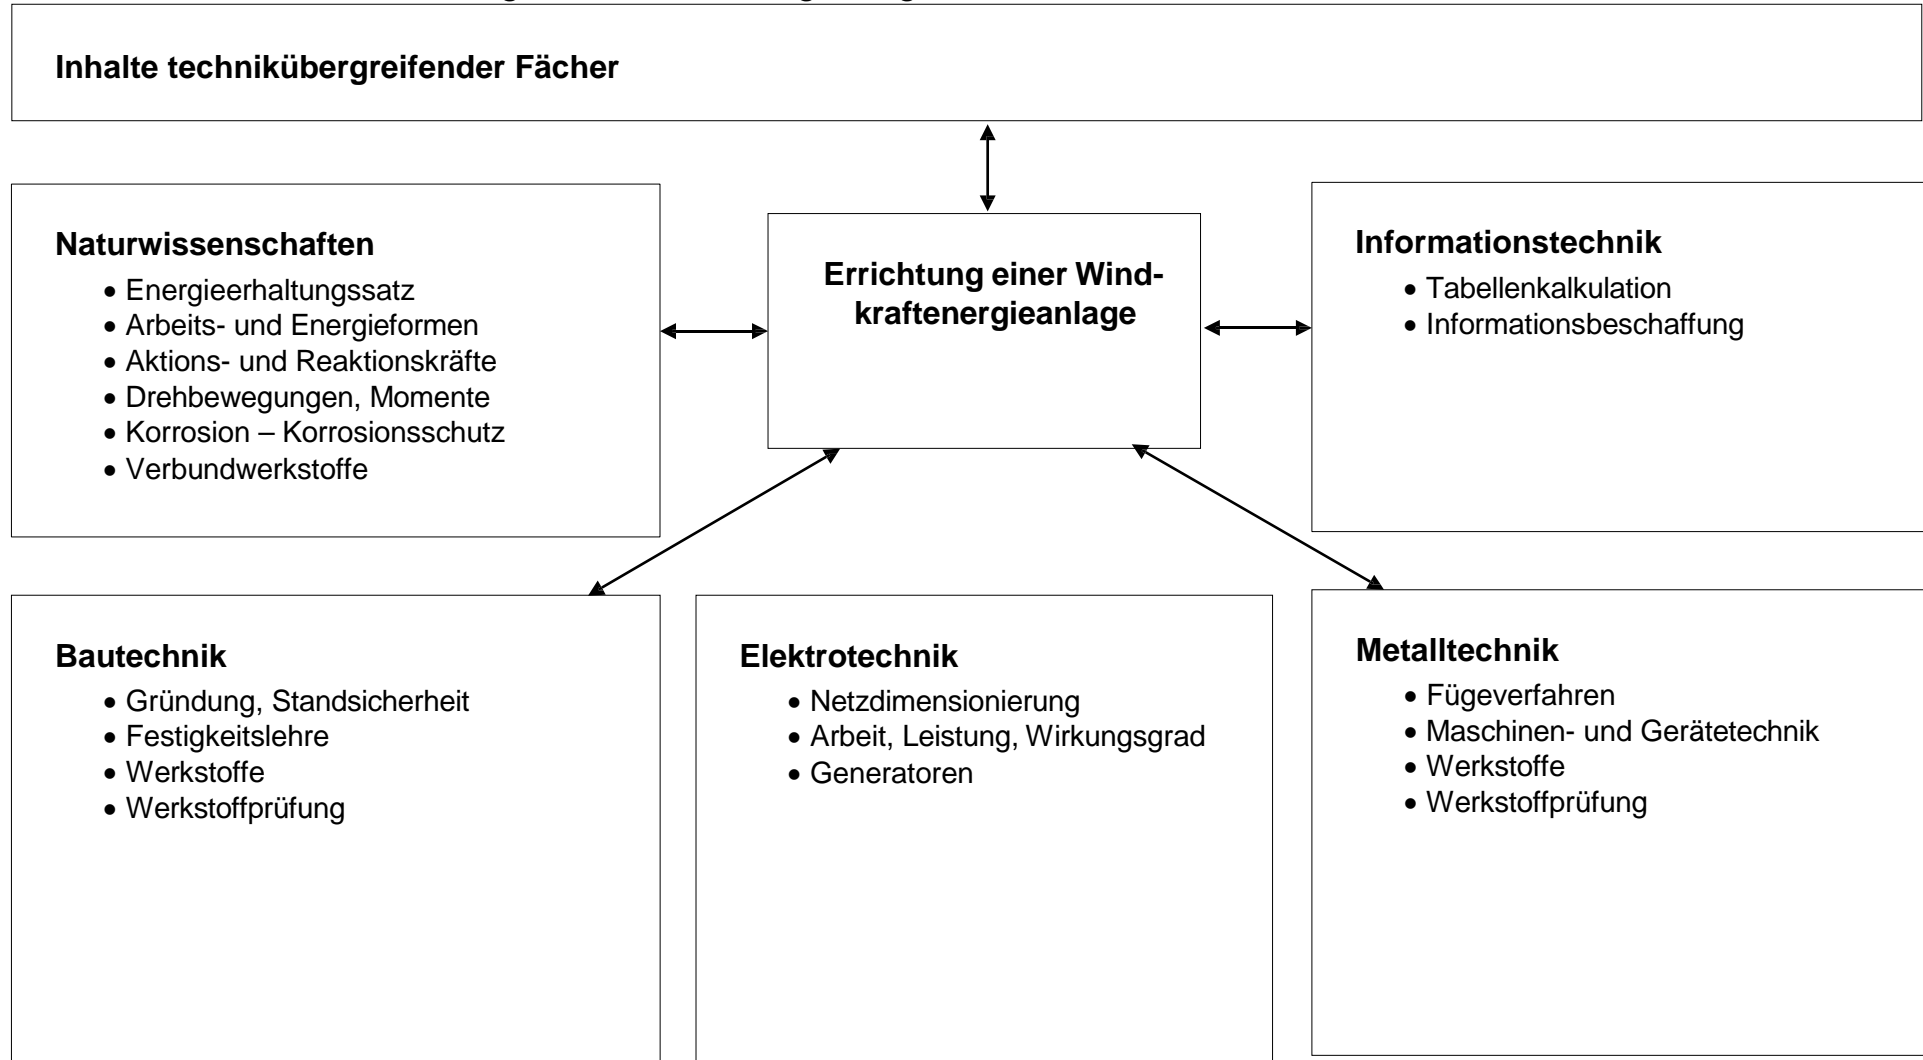 Inhalte technikübergreifender Fächer
Naturwissenschaften
• Energieerhaltungssatz
• Arbeits- und Energieformen
• Aktions- und Reaktionskräfte
• Drehbewegungen, Momente
• Korrosion – Korrosionsschutz
• Verbundwerkstoffe
Errichtung einer Wind-
kraftenergieanlage
Informationstechnik
• Tabellenkalkulation
• Informationsbeschaffung
Bautechnik
• Gründung, Standsicherheit
• Festigkeitslehre
• Werkstoffe
• Werkstoffprüfung
Elektrotechnik
• Netzdimensionierung
• Arbeit, Leistung, Wirkungsgrad
• Generatoren
Metalltechnik
• Fügeverfahren
• Maschinen- und Gerätetechnik
• Werkstoffe
• Werkstoffprüfung